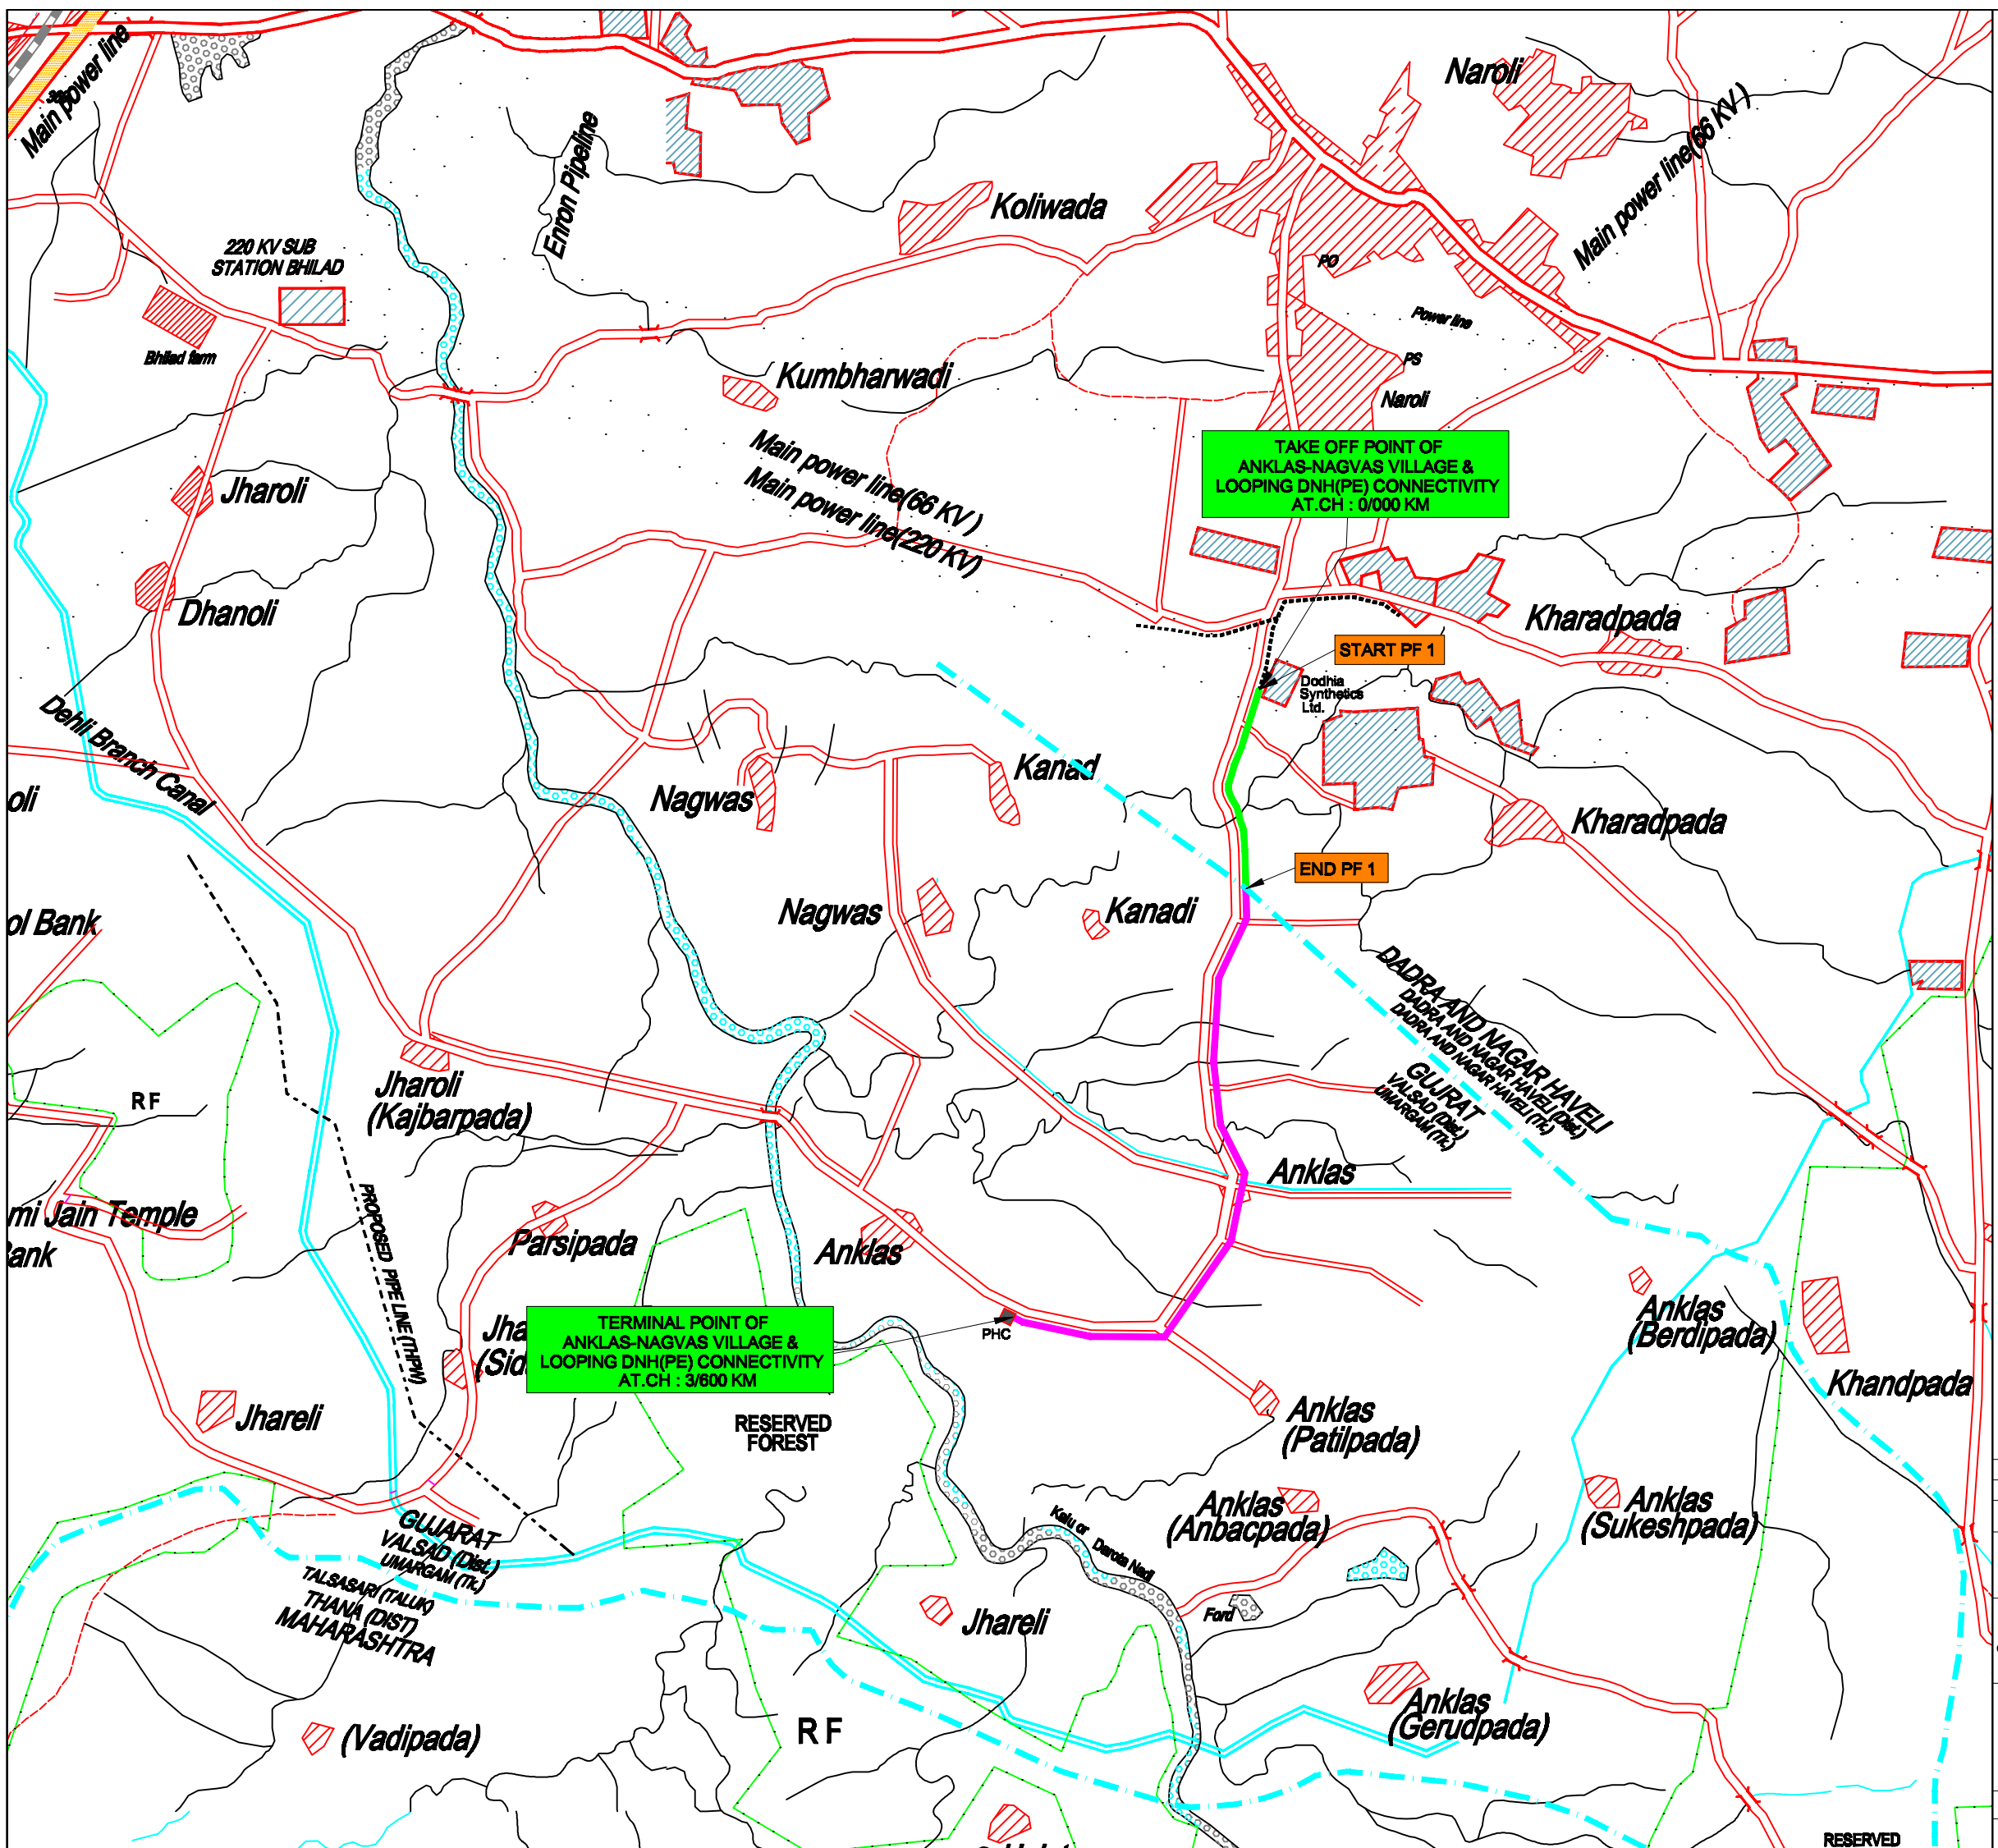 Main power line
Naroli
Main power line(66 KV )
Enron Pipeline
Koliwada
220 KV SUB
STATION BHILAD
Bhilad farm
PO
Power line
PS
Naroli
Kumbharwadi
Main power line(66 KV )
Main power line(220 KV)
TAKE OFF POINT OF
ANKLAS-NAGVAS VILLAGE &
LOOPING DNH(PE) CONNECTIVITY
AT.CH : 0/000 KM
Jharoli
Dhanoli
Kharadpada
START PF 1
Dodhia
Synthetics
Ltd.
Dehli Branch Canal
Kanad
Nagwas
oli
Kharadpada
END PF 1
Nagwas
Kanadi
ol Bank
DADRA AND NAGAR HAVELI
DADRA AND NAGAR HAVELI (Dist.)
DADRA AND NAGAR HAVELI (Tk.)
GUJRAT
VALSAD (Dist.)
UMARGAM (Tk.)
R F
Jharoli
(Kajbarpada)
Anklas
mi Jain Temple
ank
PROPOSED PIPE LINE (THPW)
Parsipada
Anklas
Anklas
(Berdipada)
TERMINAL POINT OF
ANKLAS-NAGVAS VILLAGE &
LOOPING DNH(PE) CONNECTIVITY
AT.CH : 3/600 KM
Jha
(Sid
PHC
Khandpada
Jhareli
RESERVED
FOREST
Anklas
(Patilpada)
Anklas
(Anbacpada)
Anklas
(Sukeshpada)
GUJARAT
VALSAD (Dist.)
UMARGAM (Tk.)
TALSASARI (TALUK)
THANA (DIST)
MAHARASHTRA
Kalu or Darota Nadi
Ford
Jhareli
Anklas
(Gerudpada)
R F
(Vadipada)
RESERVED